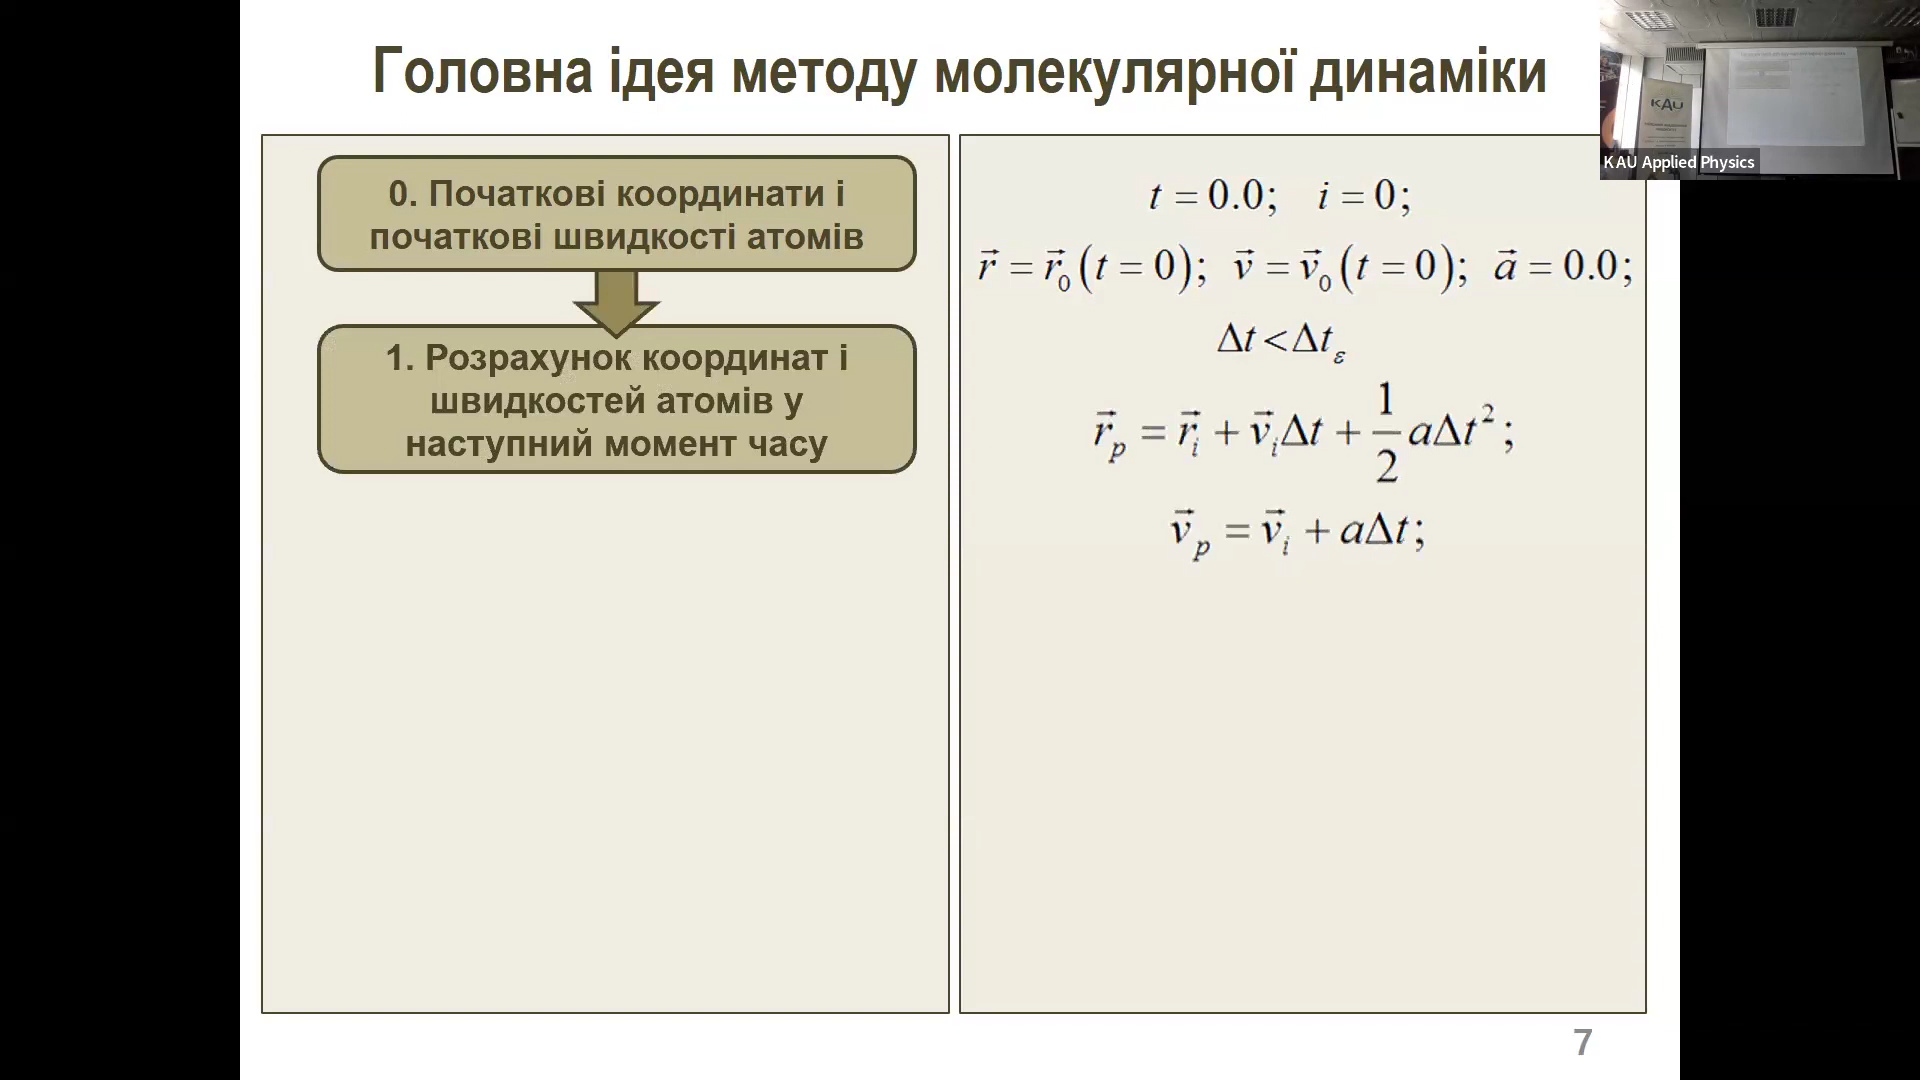 Головна ідея методу молекулярної динаміки
0. Початкові координати і
початкові швидкості атомів
1. Розрахунок координат і
швидкостей атомів у
наступний момент часу
t = 0.0; i = 0;
r⃗ = r⃗₀(t = 0); v⃗ = v⃗₀(t = 0); a⃗ = 0.0;
Δt < Δt_ε
r⃗_p = r⃗_i + v⃗_iΔt + 1/2 aΔt²;
v⃗_p = v⃗_i + aΔt;
KAU
KAU Applied Physics
7